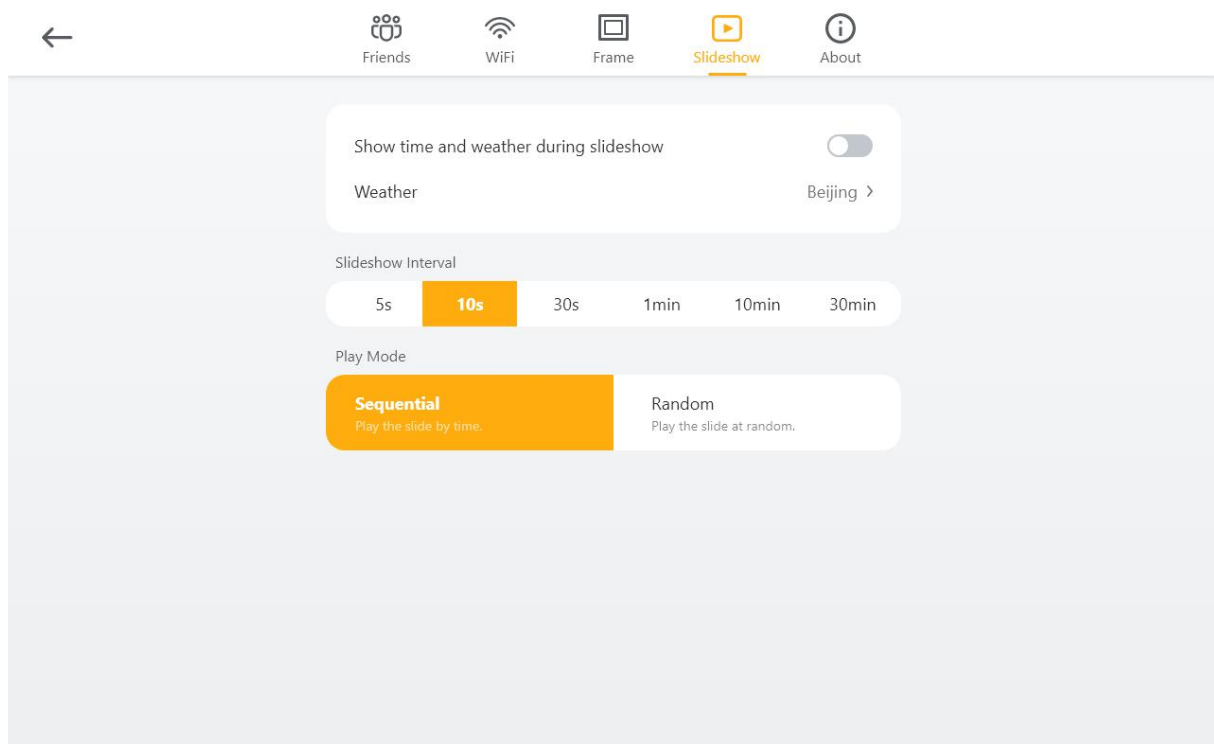 Friends WiFi Frame Slideshow About
Show time and weather during slideshow
Weather Beijing >
Slideshow Interval
5s 10s 30s 1min 10min 30min
Play Mode
Sequential Random
Play the slide by time. Play the slide at random.